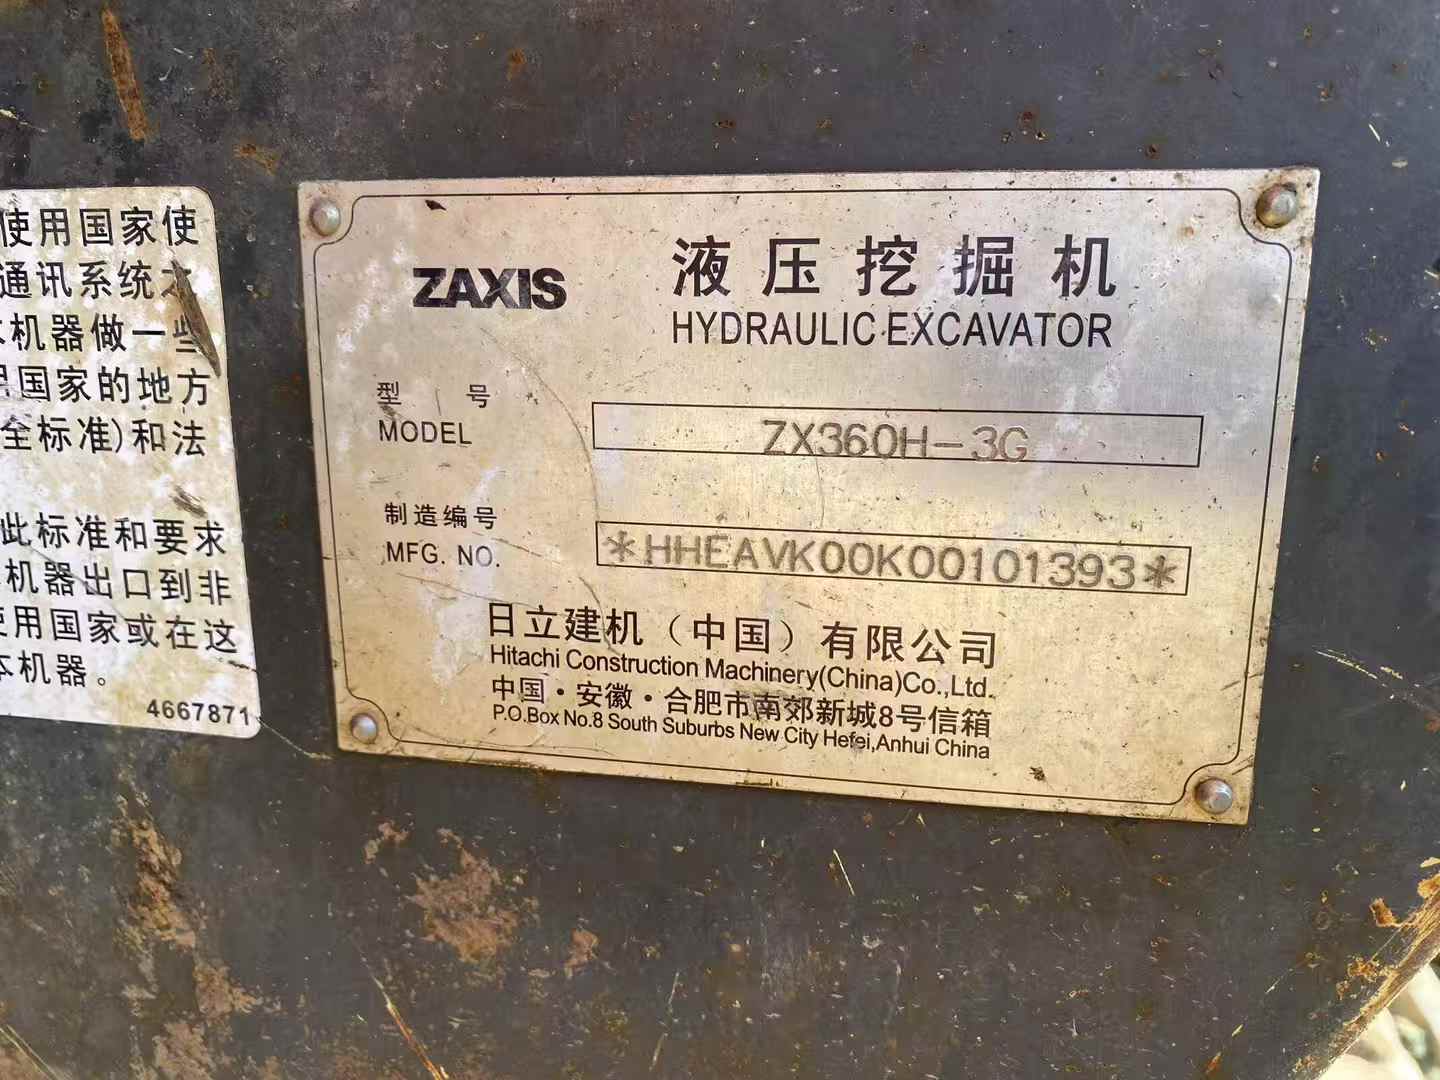 使用国家使
通讯系统本
本机器做一些
国家的地方
全标准)和法
此标准和要求
机器出口到非
使用国家或在这
本机器。
4667871
ZAXIS
液压挖掘机
HYDRAULIC EXCAVATOR
型号
MODEL
ZX360H-3G
制造编号
MFG. NO.
*HHEAVK00K00101393*
日立建机（中国）有限公司
Hitachi Construction Machinery(China)Co.,Ltd.
中国·安徽·合肥市南郊新城8号信箱
P.O.Box No.8 South Suburbs New City Hefei,Anhui China